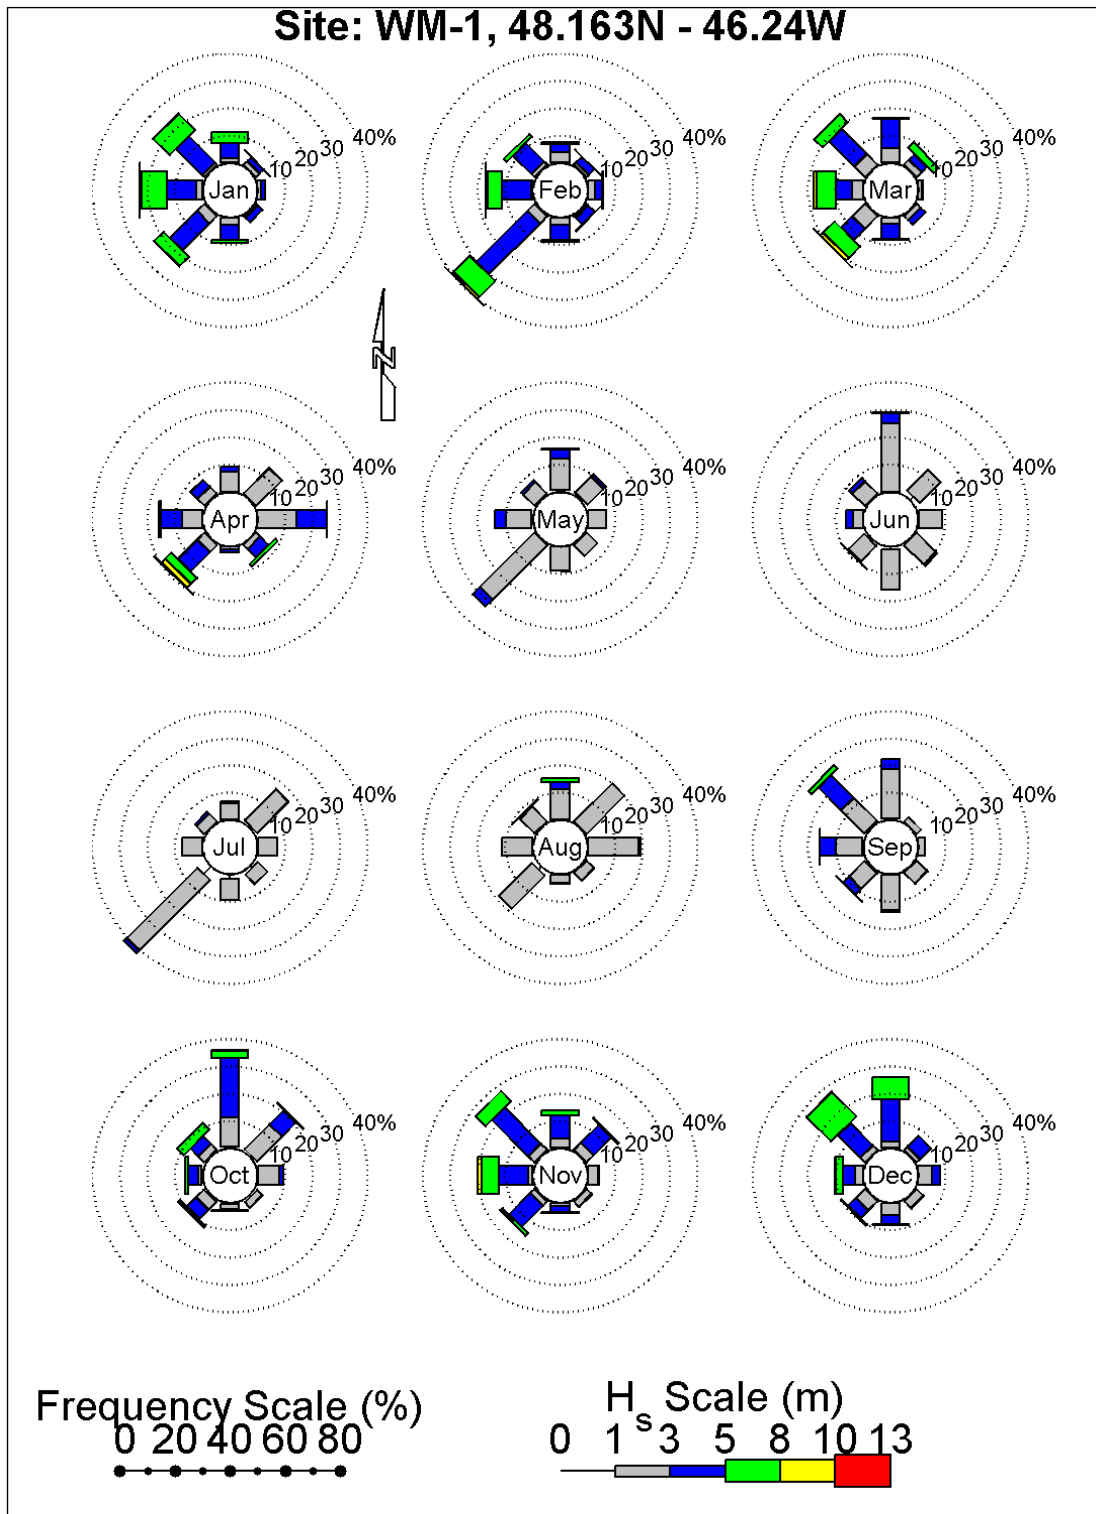 Site: WM-1, 48.163N - 46.24W
Jan 10 20 30 40%
Feb 10 20 30 40%
Mar 10 20 30 40%
N
Apr 10 20 30 40%
May 10 20 30 40%
Jun 10 20 30 40%
Jul 10 20 30 40%
Aug 10 20 30 40%
Sep 10 20 30 40%
Oct 10 20 30 40%
Nov 10 20 30 40%
Dec 10 20 30 40%
Frequency Scale (%)
0 20 40 60 80
Hs Scale (m)
0 1 3 5 8 10 13